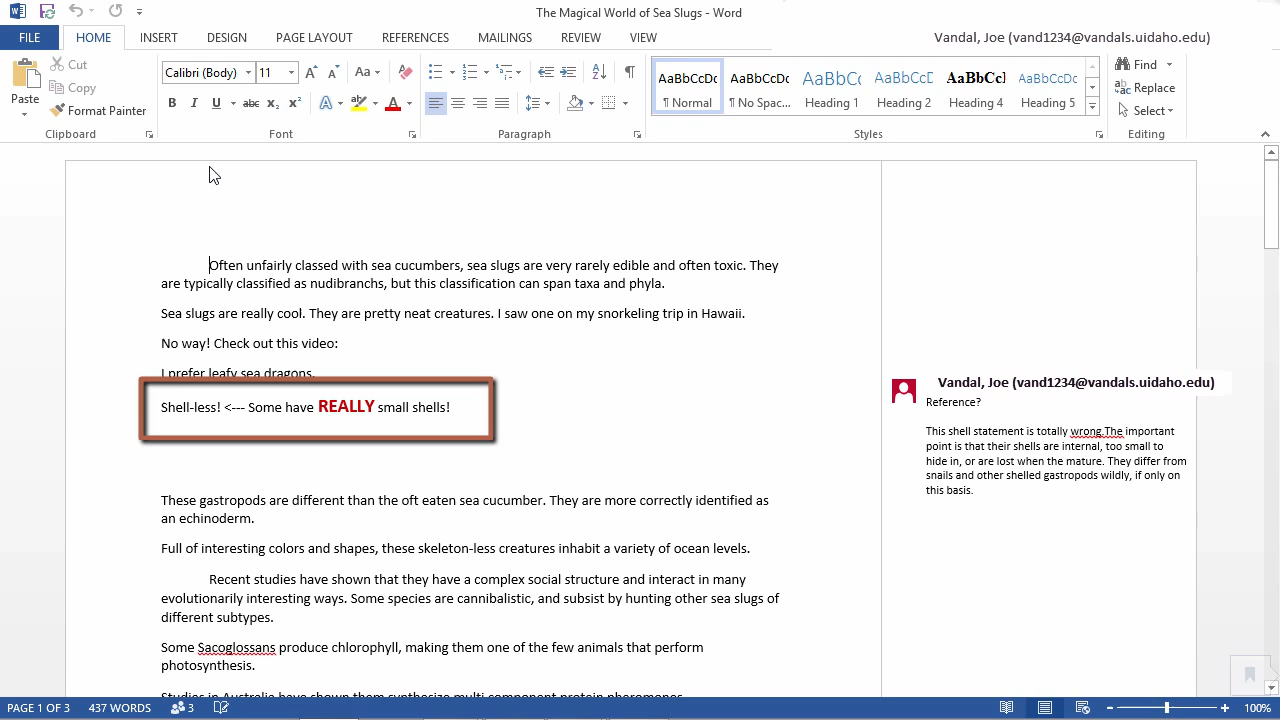 The Magical World of Sea Slugs - Word
FILE HOME INSERT DESIGN PAGE LAYOUT REFERENCES MAILINGS REVIEW VIEW Vandal, Joe (vand1234@vandals.uidaho.edu)
Paste
Cut
Copy
Format Painter
Clipboard
Calibri (Body) 11
Aa
B I U abc x₂ x² A ab A
Font
Paragraph
AaBbCcDc AaBbCcDc AaBbCc AaBbCcD AaBbCcl AaBbCcDc
¶ Normal ¶ No Spac... Heading 1 Heading 2 Heading 4 Heading 5
Styles
Find
Replace
Select
Editing
Often unfairly classed with sea cucumbers, sea slugs are very rarely edible and often toxic. They
are typically classified as nudibranchs, but this classification can span taxa and phyla.
Sea slugs are really cool. They are pretty neat creatures. I saw one on my snorkeling trip in Hawaii.
No way! Check out this video:
I prefer leafy sea dragons.
Shell-less! <--- Some have REALLY small shells!
These gastropods are different than the oft eaten sea cucumber. They are more correctly identified as
an echinoderm.
Full of interesting colors and shapes, these skeleton-less creatures inhabit a variety of ocean levels.
Recent studies have shown that they have a complex social structure and interact in many
evolutionarily interesting ways. Some species are cannibalistic, and subsist by hunting other sea slugs of
different subtypes.
Some Sacoglossans produce chlorophyll, making them one of the few animals that perform
photosynthesis.
Studies in Australia have shown them synthesize multi component protein pheromones.
Vandal, Joe (vand1234@vandals.uidaho.edu)
Reference?
This shell statement is totally wrong.The important
point is that their shells are internal, too small to
hide in, or are lost when the mature. They differ from
snails and other shelled gastropods wildly, if only on
this basis.
PAGE 1 OF 3 437 WORDS 3 100%